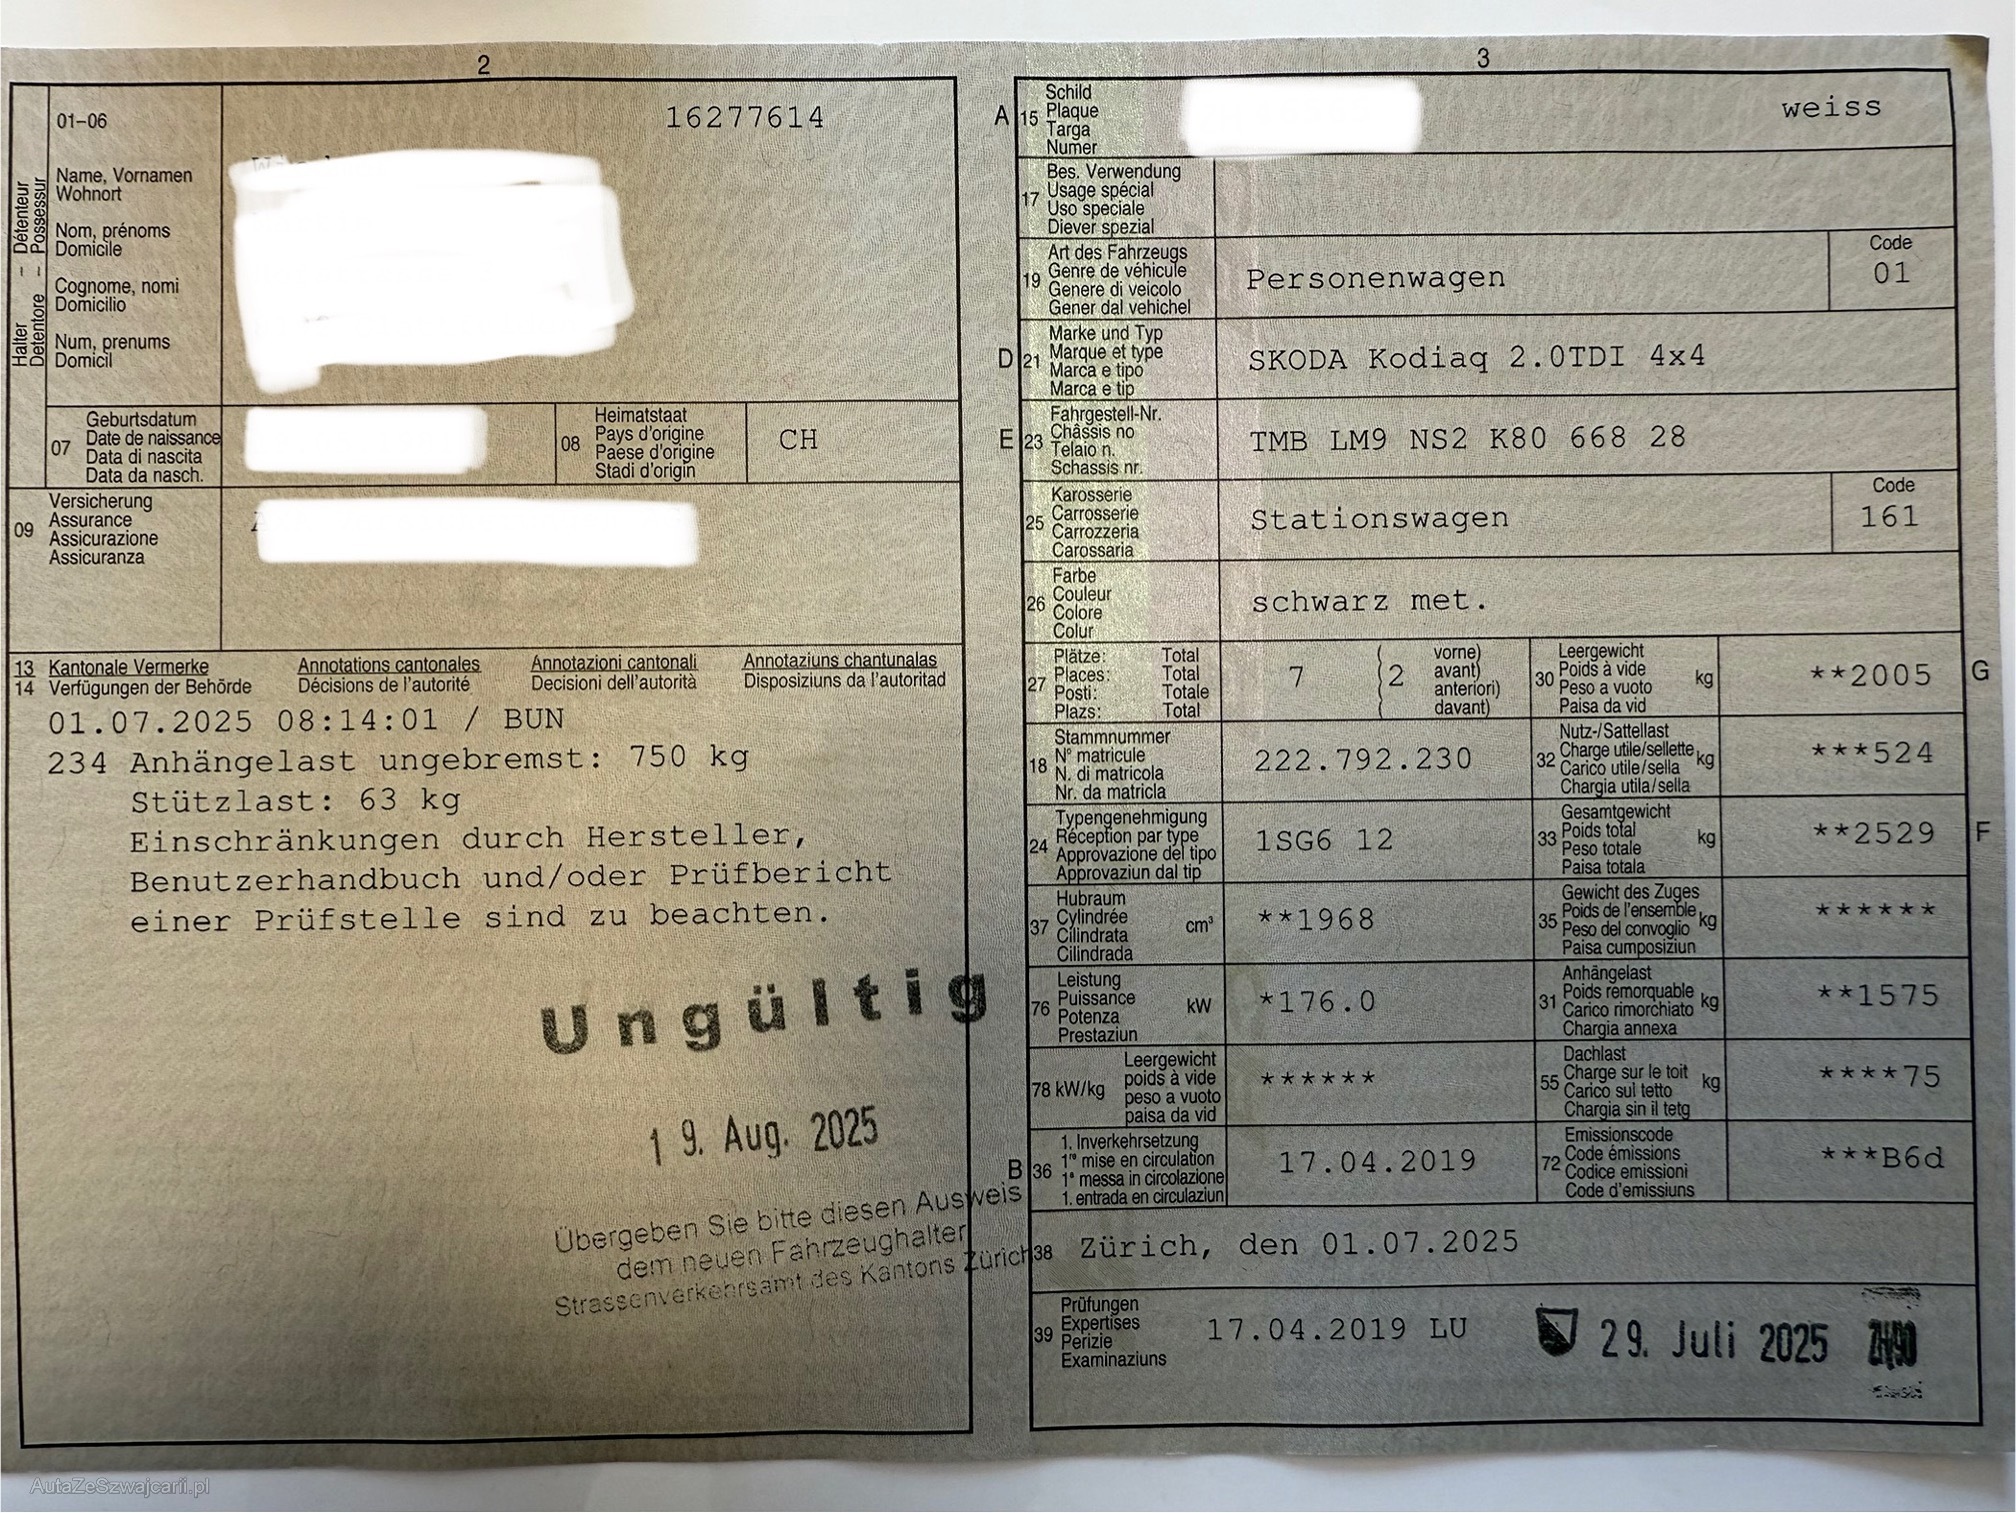 2
01–06
16277614
Halter – Détenteur
Detentore – Possessur
Name, Vornamen
Wohnort
Nom, prénoms
Domicile
Cognome, nomi
Domicilio
Num, prenums
Domicil
07
Geburtsdatum
Date de naissance
Data di nascita
Data da nasch.
08
Heimatstaat
Pays d'origine
Paese d'origine
Stadi d'origin
CH
09
Versicherung
Assurance
Assicurazione
Assicuranza
13 Kantonale Vermerke Annotations cantonales Annotazioni cantonali Annotaziuns chantunalas
14 Verfügungen der Behörde Décisions de l'autorité Decisioni dell'autorità Disposiziuns da l'autoritad
01.07.2025 08:14:01 / BUN
234 Anhängelast ungebremst: 750 kg
Stützlast: 63 kg
Einschränkungen durch Hersteller,
Benutzerhandbuch und/oder Prüfbericht
einer Prüfstelle sind zu beachten.
Ungültig
19. Aug. 2025
Übergeben Sie bitte diesen Ausweis
dem neuen Fahrzeughalter
Strassenverkehrsamt des Kantons Zürich
3
A 15
Schild
Plaque
Targa
Numer
weiss
17
Bes. Verwendung
Usage spécial
Uso speciale
Diever spezial
19
Art des Fahrzeugs
Genre de véhicule
Genere di veicolo
Gener dal vehichel
Personenwagen
Code
01
D 21
Marke und Typ
Marque et type
Marca e tipo
Marca e tip
SKODA Kodiaq 2.0TDI 4x4
E 23
Fahrgestell-Nr.
Châssis no
Telaio n.
Schassis nr.
TMB LM9 NS2 K80 668 28
25
Karosserie
Carrosserie
Carrozzeria
Carossaria
Stationswagen
Code
161
26
Farbe
Couleur
Colore
Colur
schwarz met.
27
Plätze: Total
Places: Total
Posti: Totale
Plazs: Total
7
2
vorne)
avant)
anteriori)
davant)
30
Leergewicht
Poids à vide
Peso a vuoto
Paisa da vid
kg
**2005
G
18
Stammnummer
N° matricule
N. di matricola
Nr. da matricla
222.792.230
32
Nutz-/Sattellast
Charge utile/sellette
Carico utile/sella
Chargia utila/sella
kg
***524
24
Typengenehmigung
Réception par type
Approvazione del tipo
Approvaziun dal tip
1SG6 12
33
Gesamtgewicht
Poids total
Peso totale
Paisa totala
kg
**2529
F
37
Hubraum
Cylindrée
Cilindrata
Cilindrada
cm³
**1968
35
Gewicht des Zuges
Poids de l'ensemble
Peso del convoglio
Paisa cumposiziun
kg
******
76
Leistung
Puissance
Potenza
Prestaziun
kW
*176.0
31
Anhängelast
Poids remorquable
Carico rimorchiato
Chargia annexa
kg
**1575
78 kW/kg
Leergewicht
poids à vide
peso a vuoto
paisa da vid
******
55
Dachlast
Charge sur le toit
Carico sul tetto
Chargia sin il tetg
kg
****75
B 36
1. Inverkehrsetzung
1re mise en circulation
1a messa in circolazione
1. entrada en circulaziun
17.04.2019
72
Emissionscode
Code émissions
Codice emissioni
Code d'emissiuns
***B6d
38
Zürich, den 01.07.2025
39
Prüfungen
Expertises
Perizie
Examinaziuns
17.04.2019 LU
29. Juli 2025
AutaZeSzwajcarii.pl